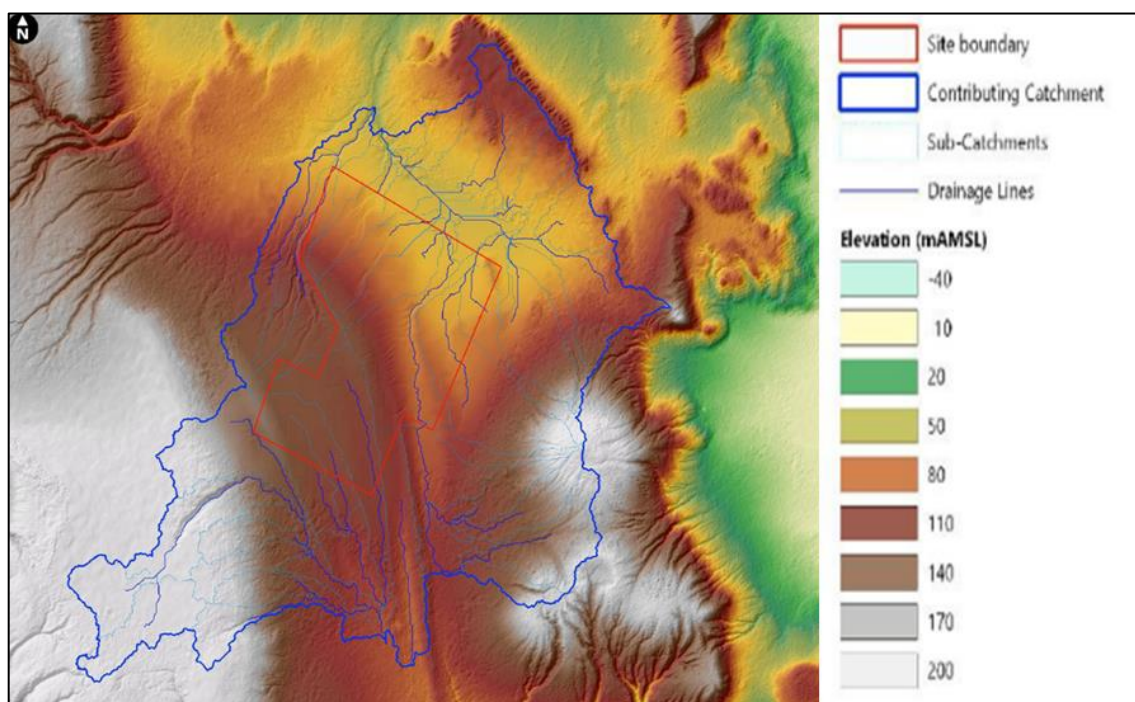 N
Site boundary
Contributing Catchment
Sub-Catchments
Drainage Lines
Elevation (mAMSL)
-40
10
20
50
80
110
140
170
200